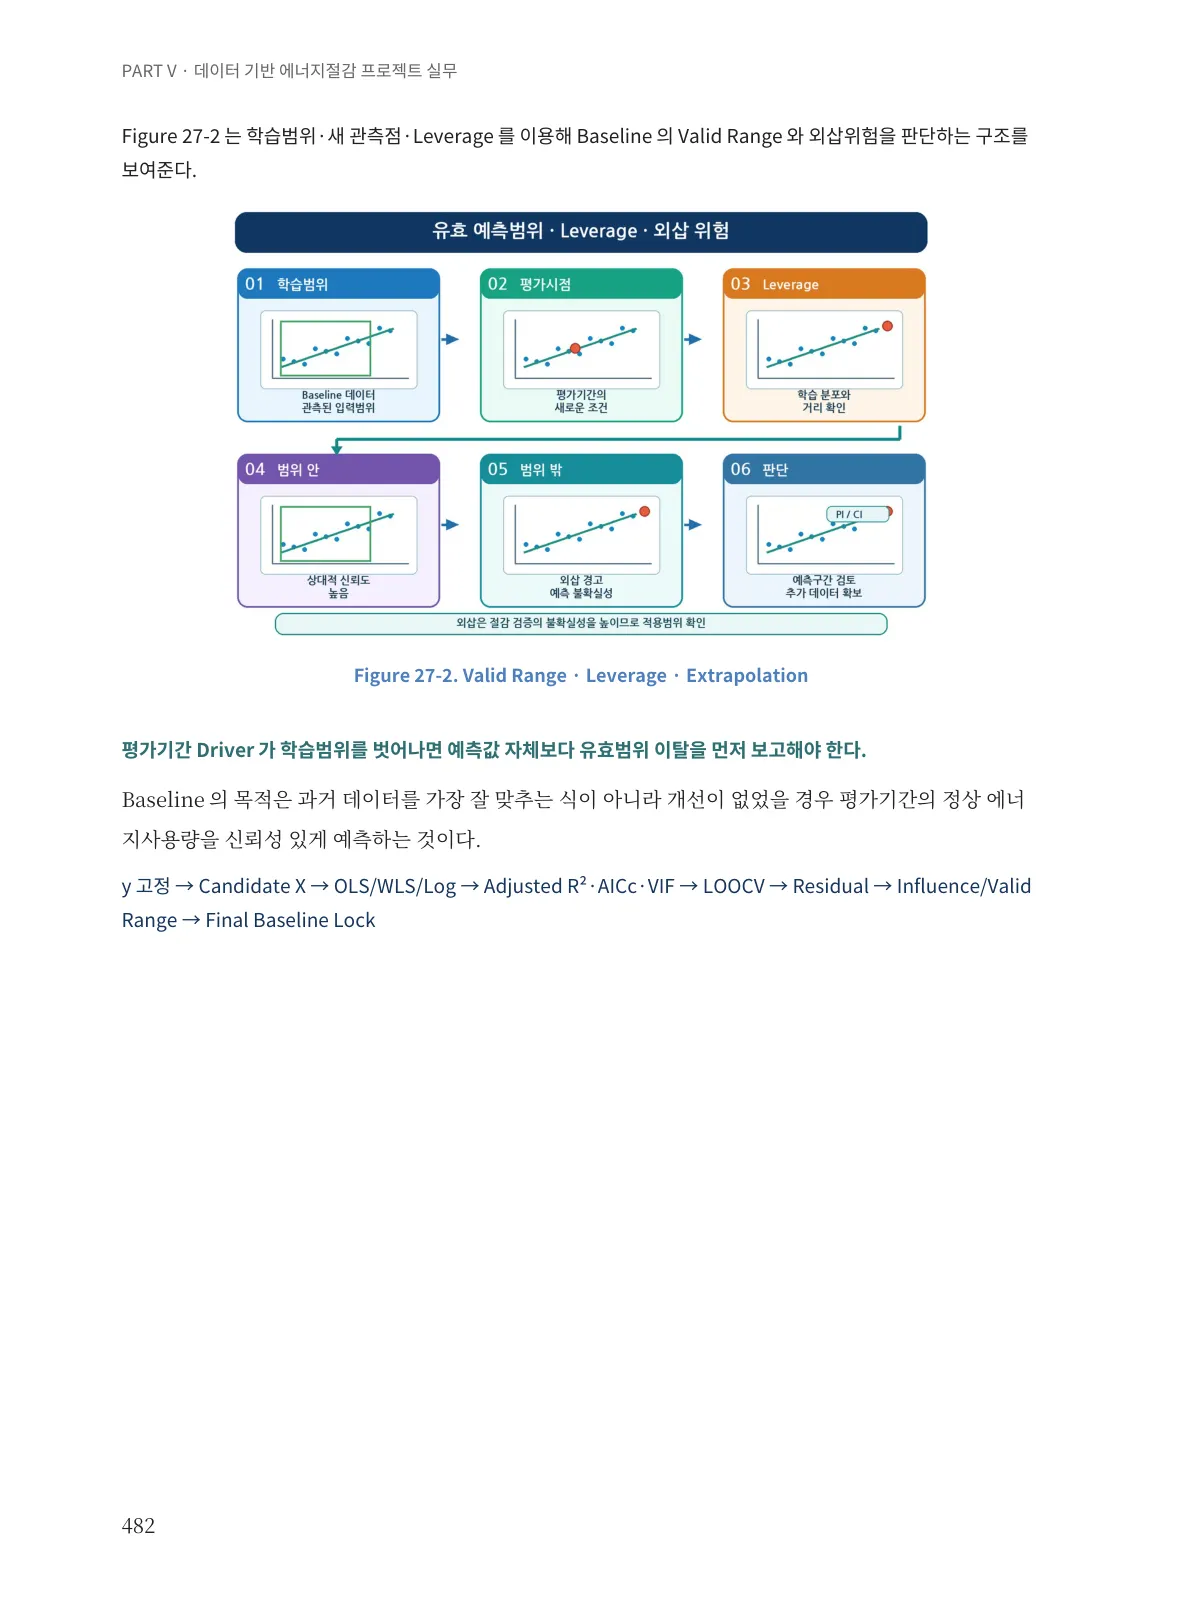 PART V · 데이터 기반 에너지절감 프로젝트 실무
Figure 27-2 는 학습범위·새 관측점·Leverage 를 이용해 Baseline 의 Valid Range 와 외삽위험을 판단하는 구조를
보여준다.
유효 예측범위 · Leverage · 외삽 위험
01 학습범위
Baseline 데이터
관측된 입력범위
02 평가시점
평가기간의
새로운 조건
03 Leverage
학습 분포와
거리 확인
04 범위 안
상대적 신뢰도
높음
05 범위 밖
외삽 경고
예측 불확실성
06 판단
PI / CI
예측구간 검토
추가 데이터 확보
외삽은 절감 검증의 불확실성을 높이므로 적용범위 확인
Figure 27-2. Valid Range · Leverage · Extrapolation
평가기간 Driver 가 학습범위를 벗어나면 예측값 자체보다 유효범위 이탈을 먼저 보고해야 한다.
Baseline 의 목적은 과거 데이터를 가장 잘 맞추는 식이 아니라 개선이 없었을 경우 평가기간의 정상 에너
지사용량을 신뢰성 있게 예측하는 것이다.
y 고정 → Candidate X → OLS/WLS/Log → Adjusted R²·AICc·VIF → LOOCV → Residual → Influence/Valid
Range → Final Baseline Lock
482